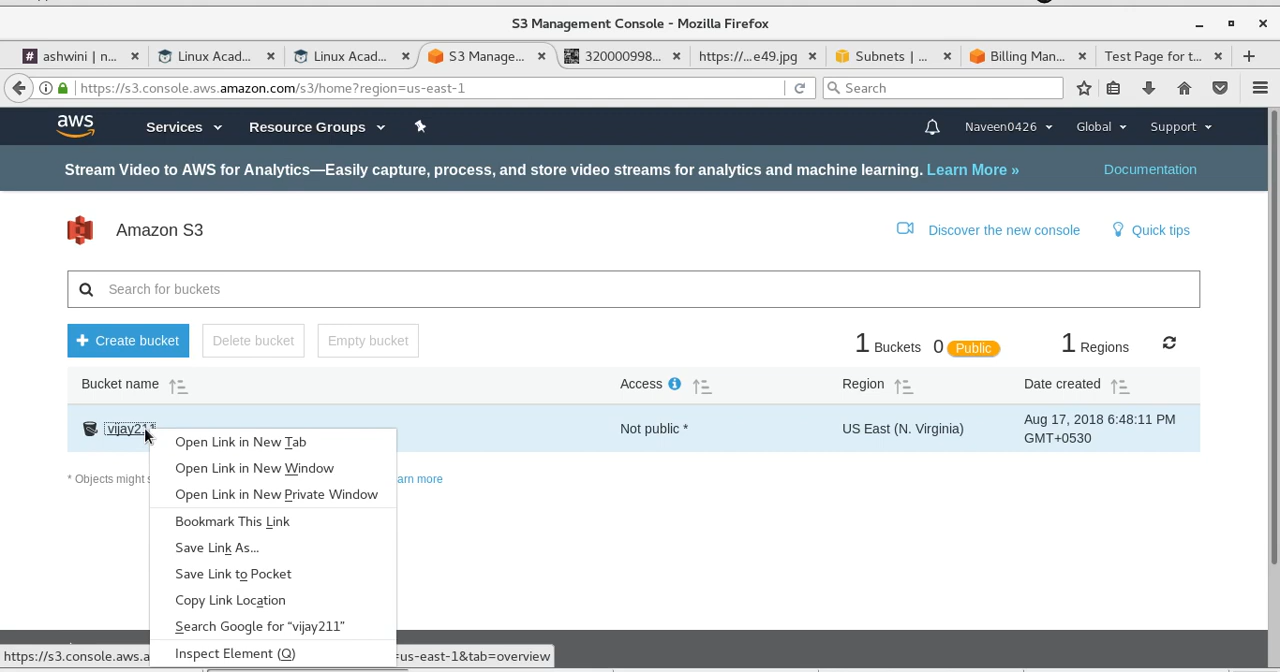 S3 Management Console - Mozilla Firefox
ashwini | n... Linux Acad... Linux Acad... S3 Manage... 320000998... https://...e49.jpg Subnets | ... Billing Man... Test Page for t...
https://s3.console.aws.amazon.com/s3/home?region=us-east-1 Search
aws Services Resource Groups Naveen0426 Global Support
Stream Video to AWS for Analytics—Easily capture, process, and store video streams for analytics and machine learning. Learn More » Documentation
Amazon S3 Discover the new console Quick tips
Search for buckets
+ Create bucket Delete bucket Empty bucket 1 Buckets 0 Public 1 Regions
Bucket name Access Region Date created
vijay211 Not public * US East (N. Virginia) Aug 17, 2018 6:48:11 PM
GMT+0530
Open Link in New Tab
Open Link in New Window
* Objects might arn more
Open Link in New Private Window
Bookmark This Link
Save Link As...
Save Link to Pocket
Copy Link Location
Search Google for “vijay211”
Inspect Element (Q)
https://s3.console.aws.a =us-east-1&tab=overview